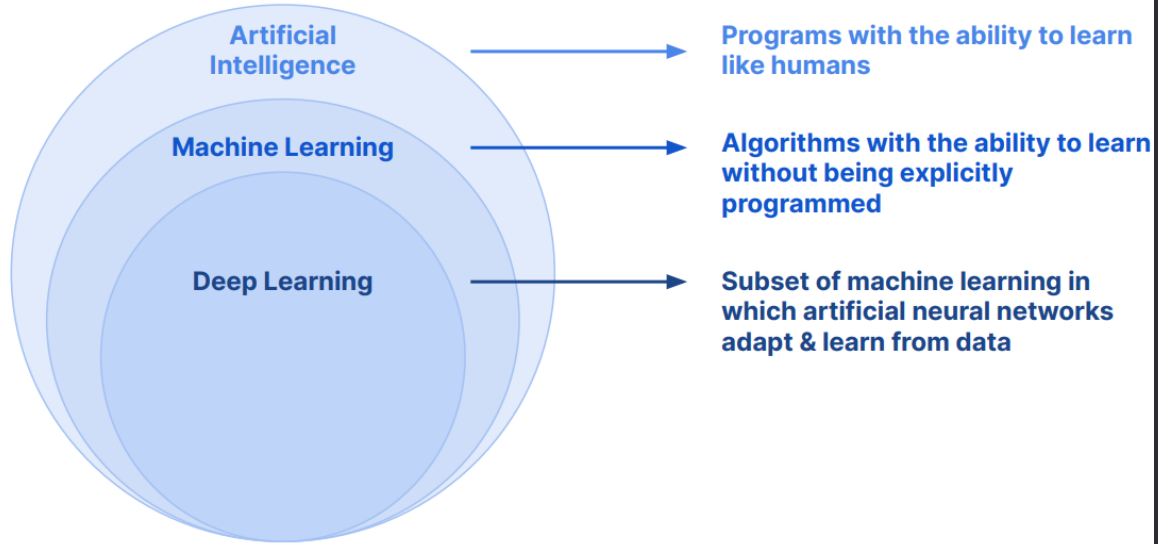 Artificial
Intelligence
Programs with the ability to learn
like humans
Machine Learning
Algorithms with the ability to learn
without being explicitly
programmed
Deep Learning
Subset of machine learning in
which artificial neural networks
adapt & learn from data